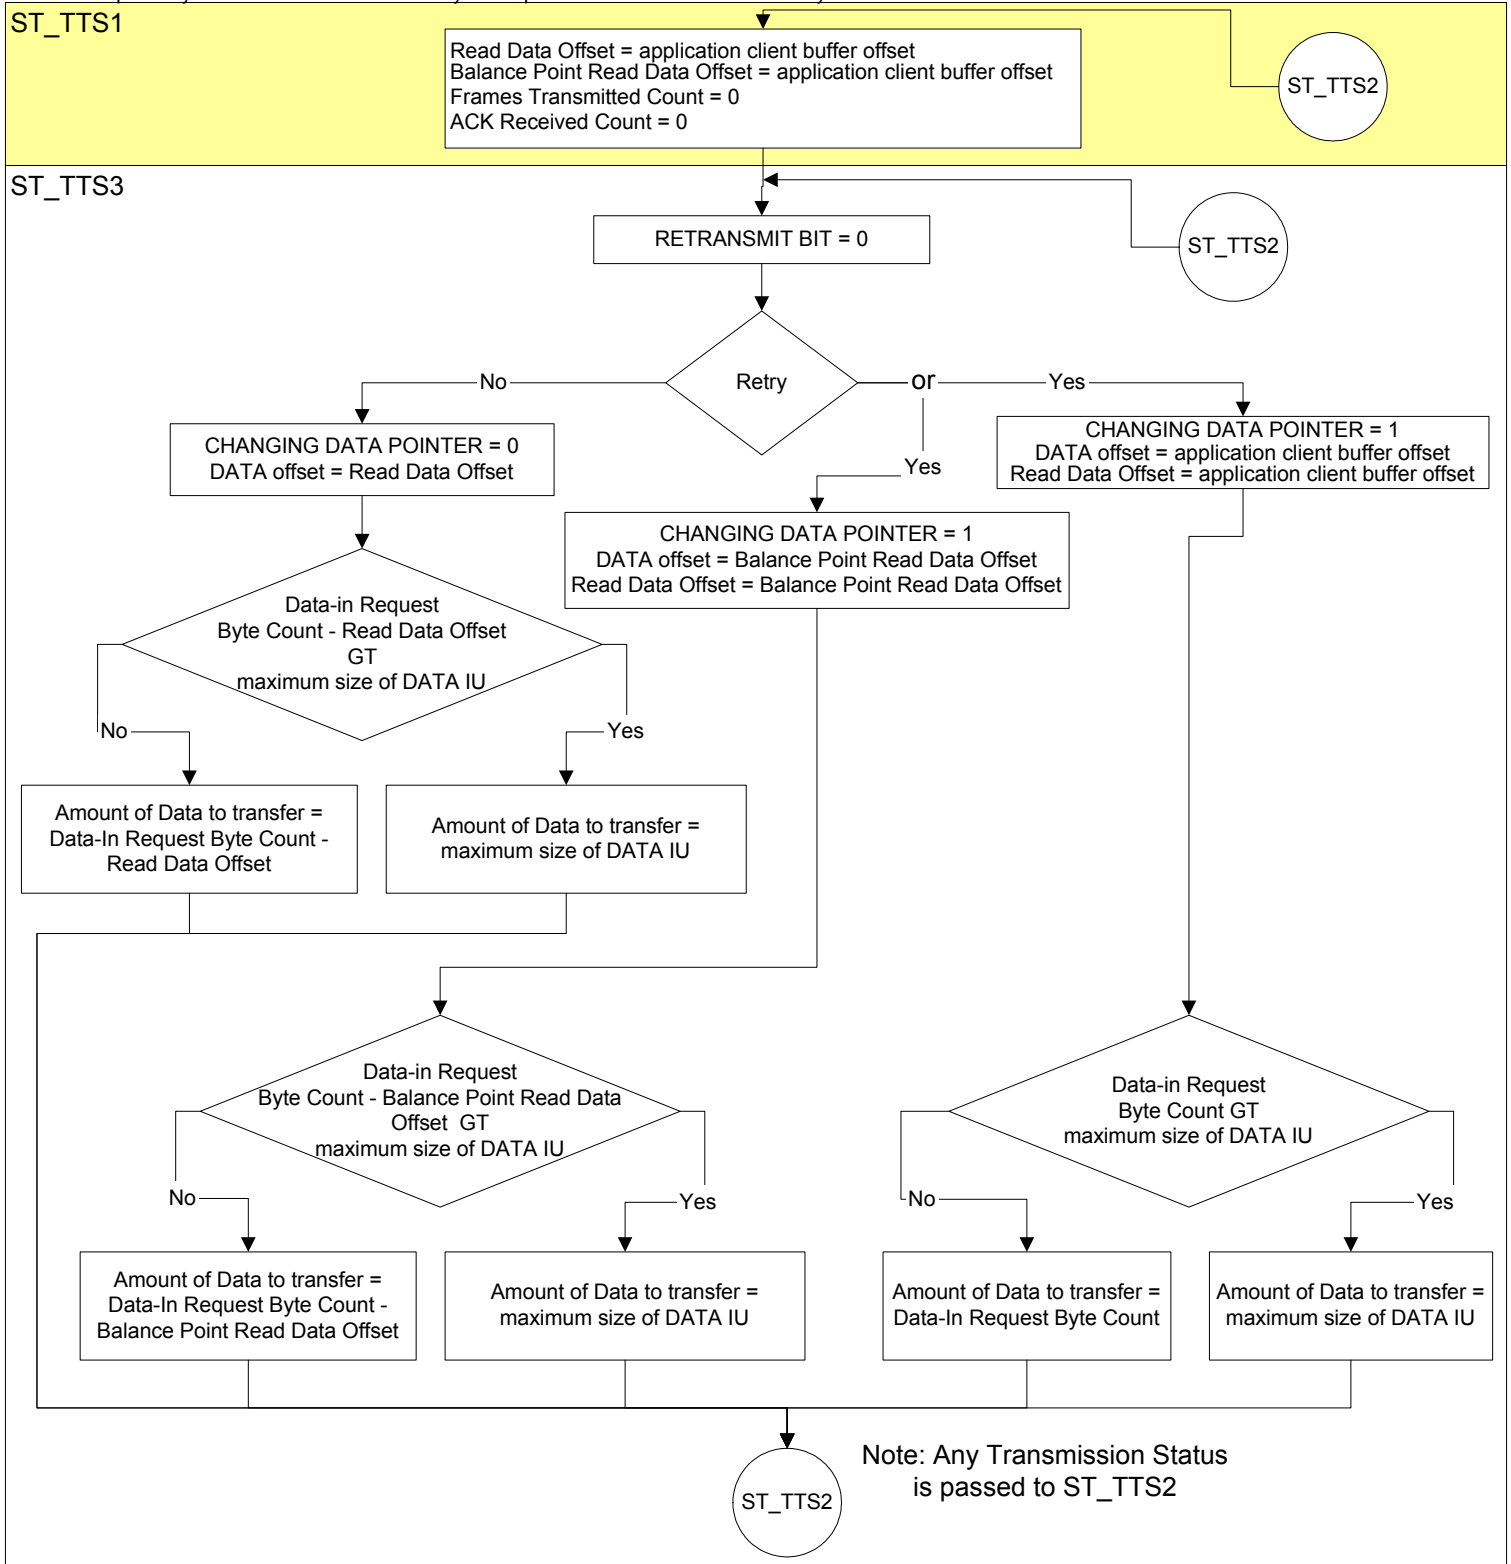 ST_TTS1
Read Data Offset = application client buffer offset
Balance Point Read Data Offset = application client buffer offset
Frames Transmitted Count = 0
ACK Received Count = 0
ST_TTS2
ST_TTS3
RETRANSMIT BIT = 0
ST_TTS2
Retry
No
or
Yes
Yes
CHANGING DATA POINTER = 0
DATA offset = Read Data Offset
CHANGING DATA POINTER = 1
DATA offset = application client buffer offset
Read Data Offset = application client buffer offset
CHANGING DATA POINTER = 1
DATA offset = Balance Point Read Data Offset
Read Data Offset = Balance Point Read Data Offset
Data-in Request
Byte Count - Read Data Offset
GT
maximum size of DATA IU
No
Yes
Amount of Data to transfer =
Data-In Request Byte Count -
Read Data Offset
Amount of Data to transfer =
maximum size of DATA IU
Data-in Request
Byte Count - Balance Point Read Data
Offset GT
maximum size of DATA IU
No
Yes
Data-in Request
Byte Count GT
maximum size of DATA IU
No
Yes
Amount of Data to transfer =
Data-In Request Byte Count -
Balance Point Read Data Offset
Amount of Data to transfer =
maximum size of DATA IU
Amount of Data to transfer =
Data-In Request Byte Count
Amount of Data to transfer =
maximum size of DATA IU
ST_TTS2
Note: Any Transmission Status
is passed to ST_TTS2